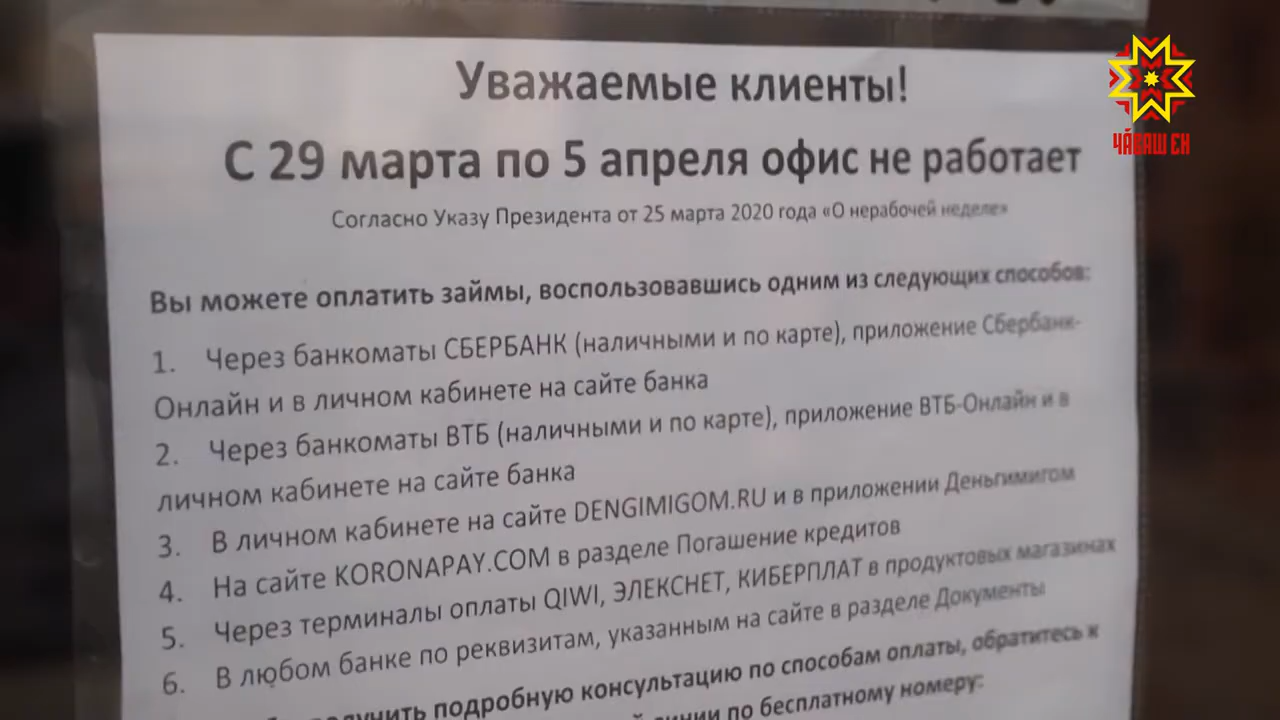 Уважаемые клиенты!
ЧӐВАШ ЕН
С 29 марта по 5 апреля офис не работает
Согласно Указу Президента от 25 марта 2020 года «О нерабочей неделе»
Вы можете оплатить займы, воспользовавшись одним из следующих способов:
1. Через банкоматы СБЕРБАНК (наличными и по карте), приложение Сбербанк-
Онлайн и в личном кабинете на сайте банка
2. Через банкоматы ВТБ (наличными и по карте), приложение ВТБ-Онлайн и в
личном кабинете на сайте банка
3. В личном кабинете на сайте DENGIMIGOM.RU и в приложении Деньгимигом
4. На сайте KORONAPAY.COM в разделе Погашение кредитов
5. Через терминалы оплаты QIWI, ЭЛЕКСНЕТ, КИБЕРПЛАТ в продуктовых магазинах
6. В любом банке по реквизитам, указанным на сайте в разделе Документы
подробную консультацию по способам оплаты, обратитесь к
по бесплатному номеру: